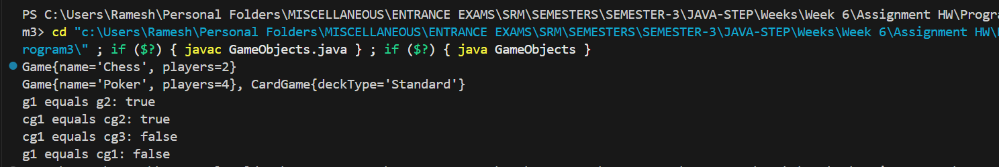 PS C:\Users\Ramesh\Personal Folders\MISCELLANEOUS\ENTRANCE EXAMS\SRM\SEMESTERS\SEMESTER-3\JAVA-STEP\Weeks\Week 6\Assignment HW\Progra
m3> cd "c:\Users\Ramesh\Personal Folders\MISCELLANEOUS\ENTRANCE EXAMS\SRM\SEMESTERS\SEMESTER-3\JAVA-STEP\Weeks\Week 6\Assignment HW\
rogram3\" ; if ($?) { javac GameObjects.java } ; if ($?) { java GameObjects }
Game{name='Chess', players=2}
Game{name='Poker', players=4}, CardGame{deckType='Standard'}
g1 equals g2: true
cg1 equals cg2: true
cg1 equals cg3: false
g1 equals cg1: false